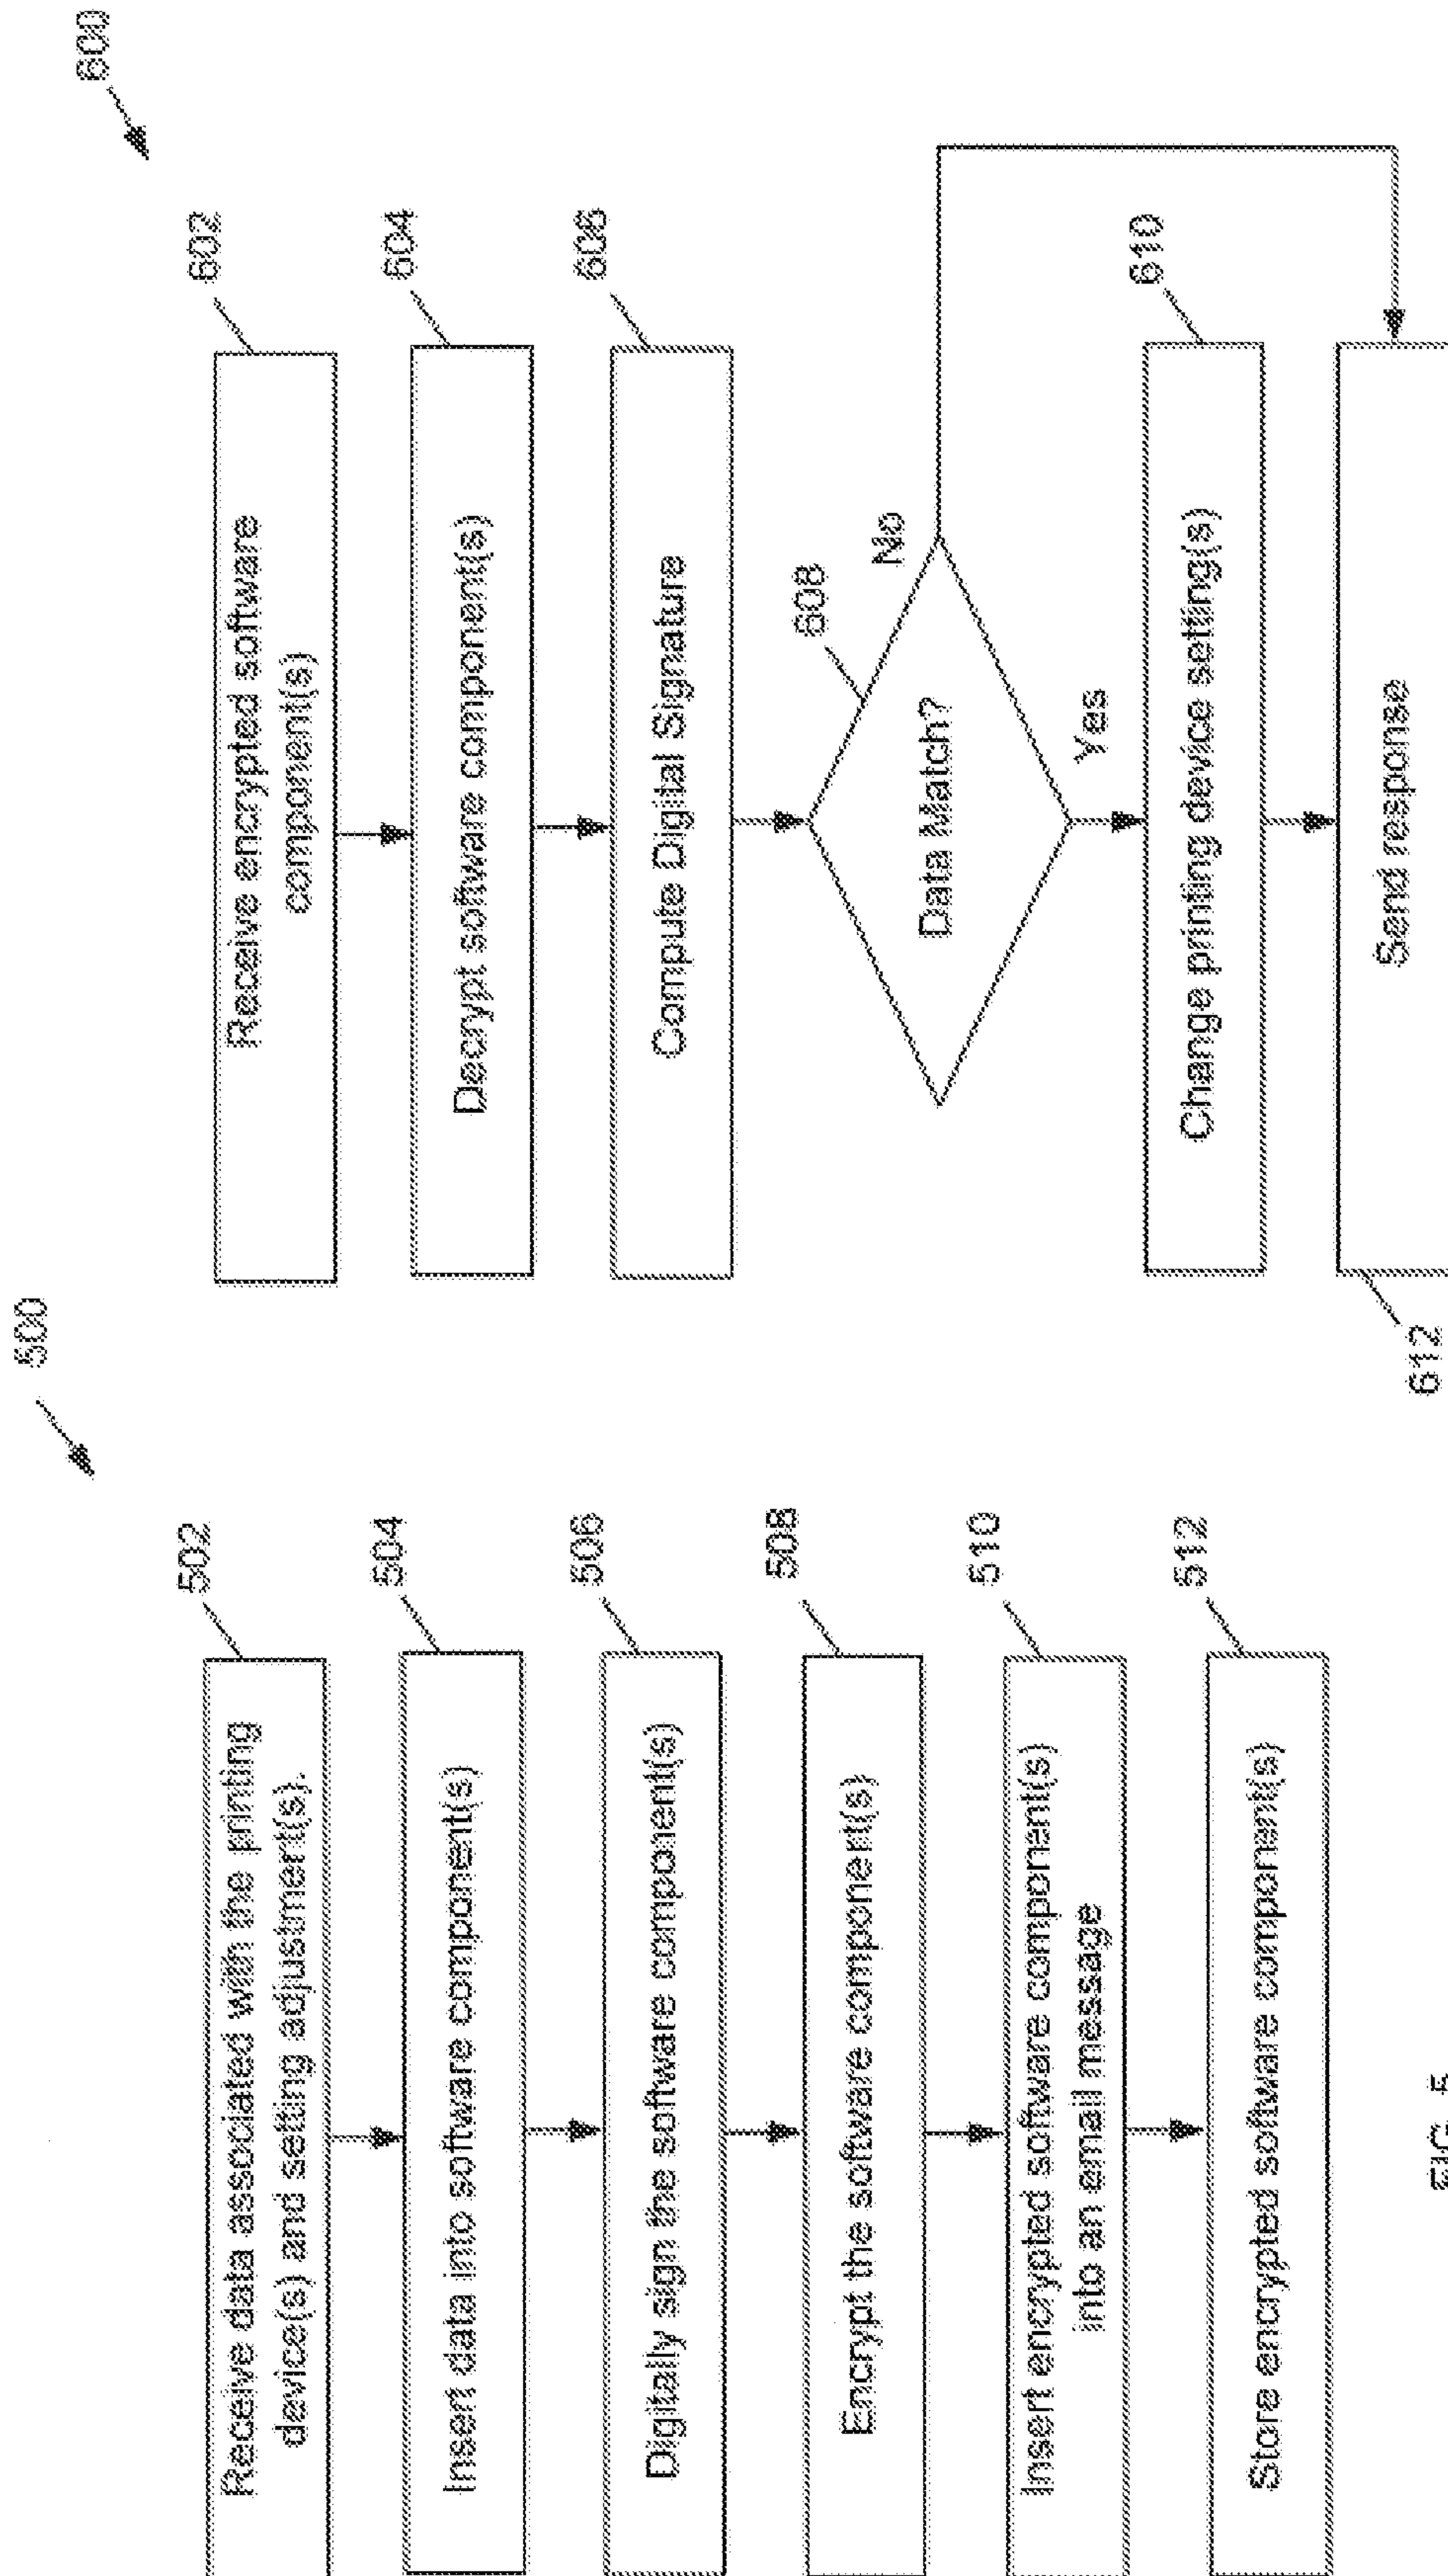 500
502
Receive data associated with the printing
device(s) and setting adjustment(s).
504
Insert data into software component(s)
506
Digitally sign the software component(s)
508
Encrypt the software component(s)
510
Insert encrypted software component(s)
into an email message
512
Store encrypted software component(s)
FIG. 5
600
602
Receive encrypted software
component(s)
604
Decrypt software component(s)
606
Compute Digital Signature
608
Data Match?
No
Yes
610
Change printing device setting(s)
612
Send response